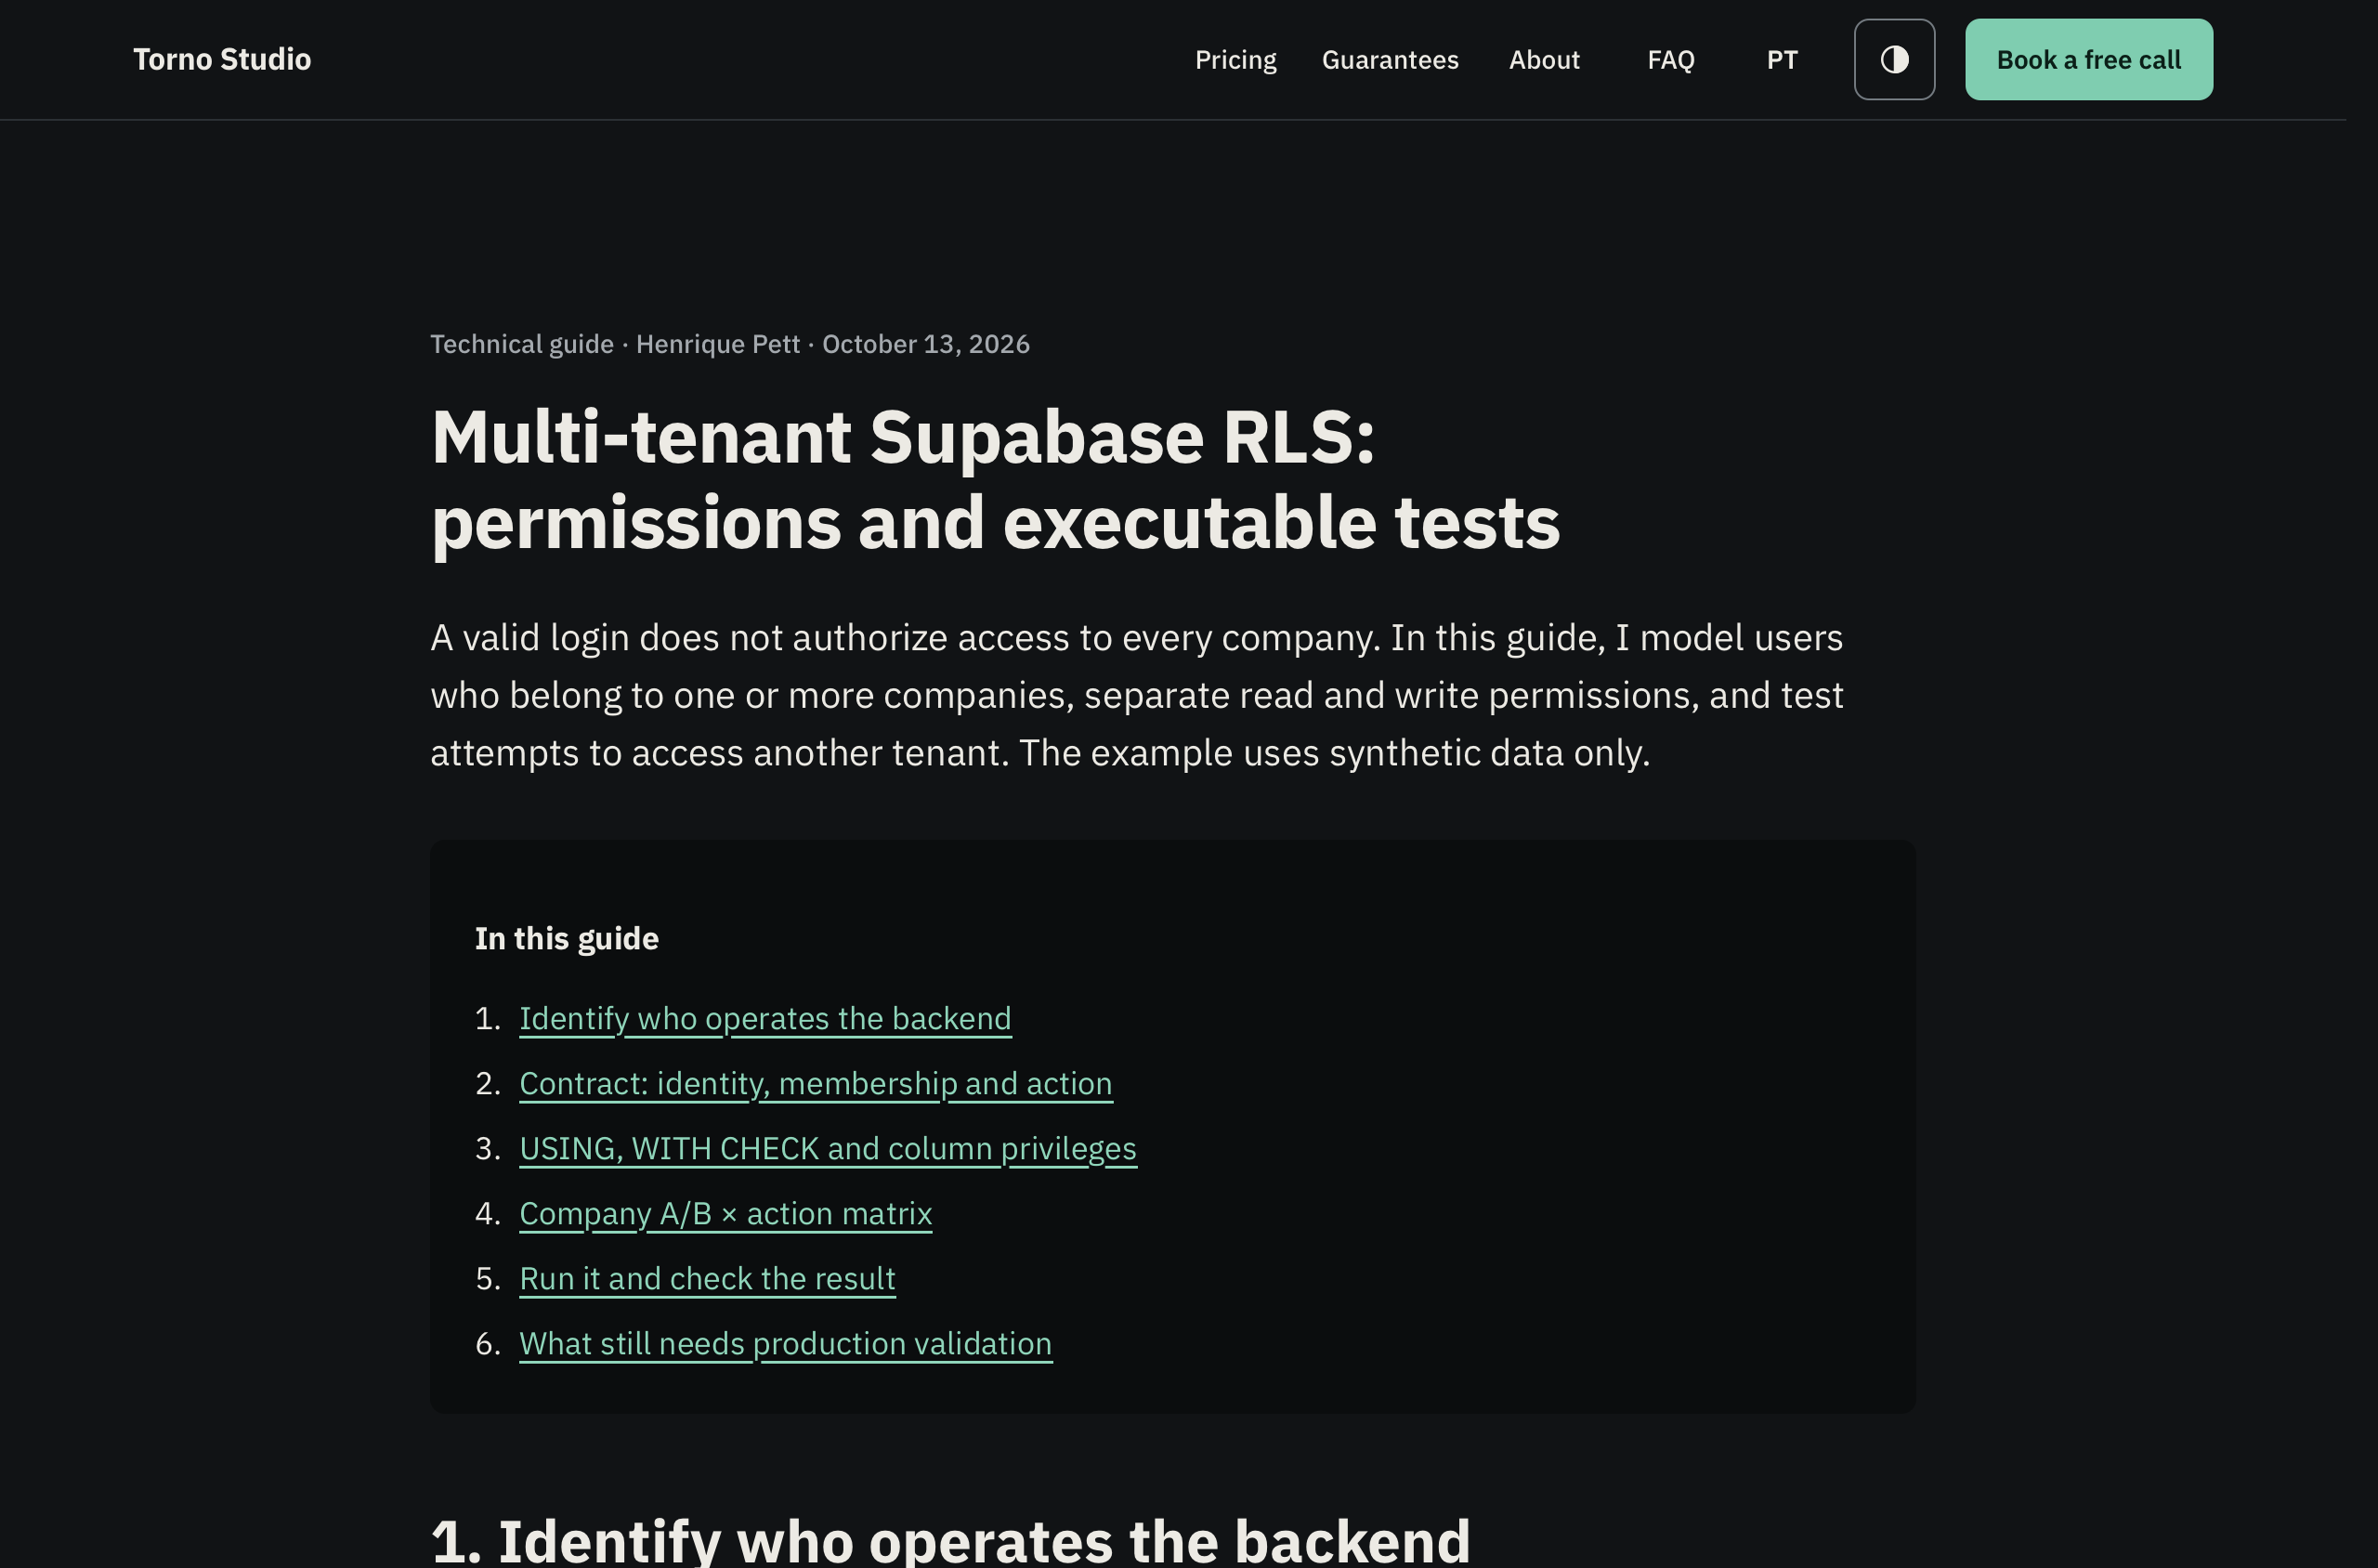 Torno Studio
Pricing Guarantees About FAQ PT Book a free call
Technical guide · Henrique Pett · October 13, 2026
Multi-tenant Supabase RLS:
permissions and executable tests
A valid login does not authorize access to every company. In this guide, I model users
who belong to one or more companies, separate read and write permissions, and test
attempts to access another tenant. The example uses synthetic data only.
In this guide
1. Identify who operates the backend
2. Contract: identity, membership and action
3. USING, WITH CHECK and column privileges
4. Company A/B × action matrix
5. Run it and check the result
6. What still needs production validation
1. Identify who operates the backend